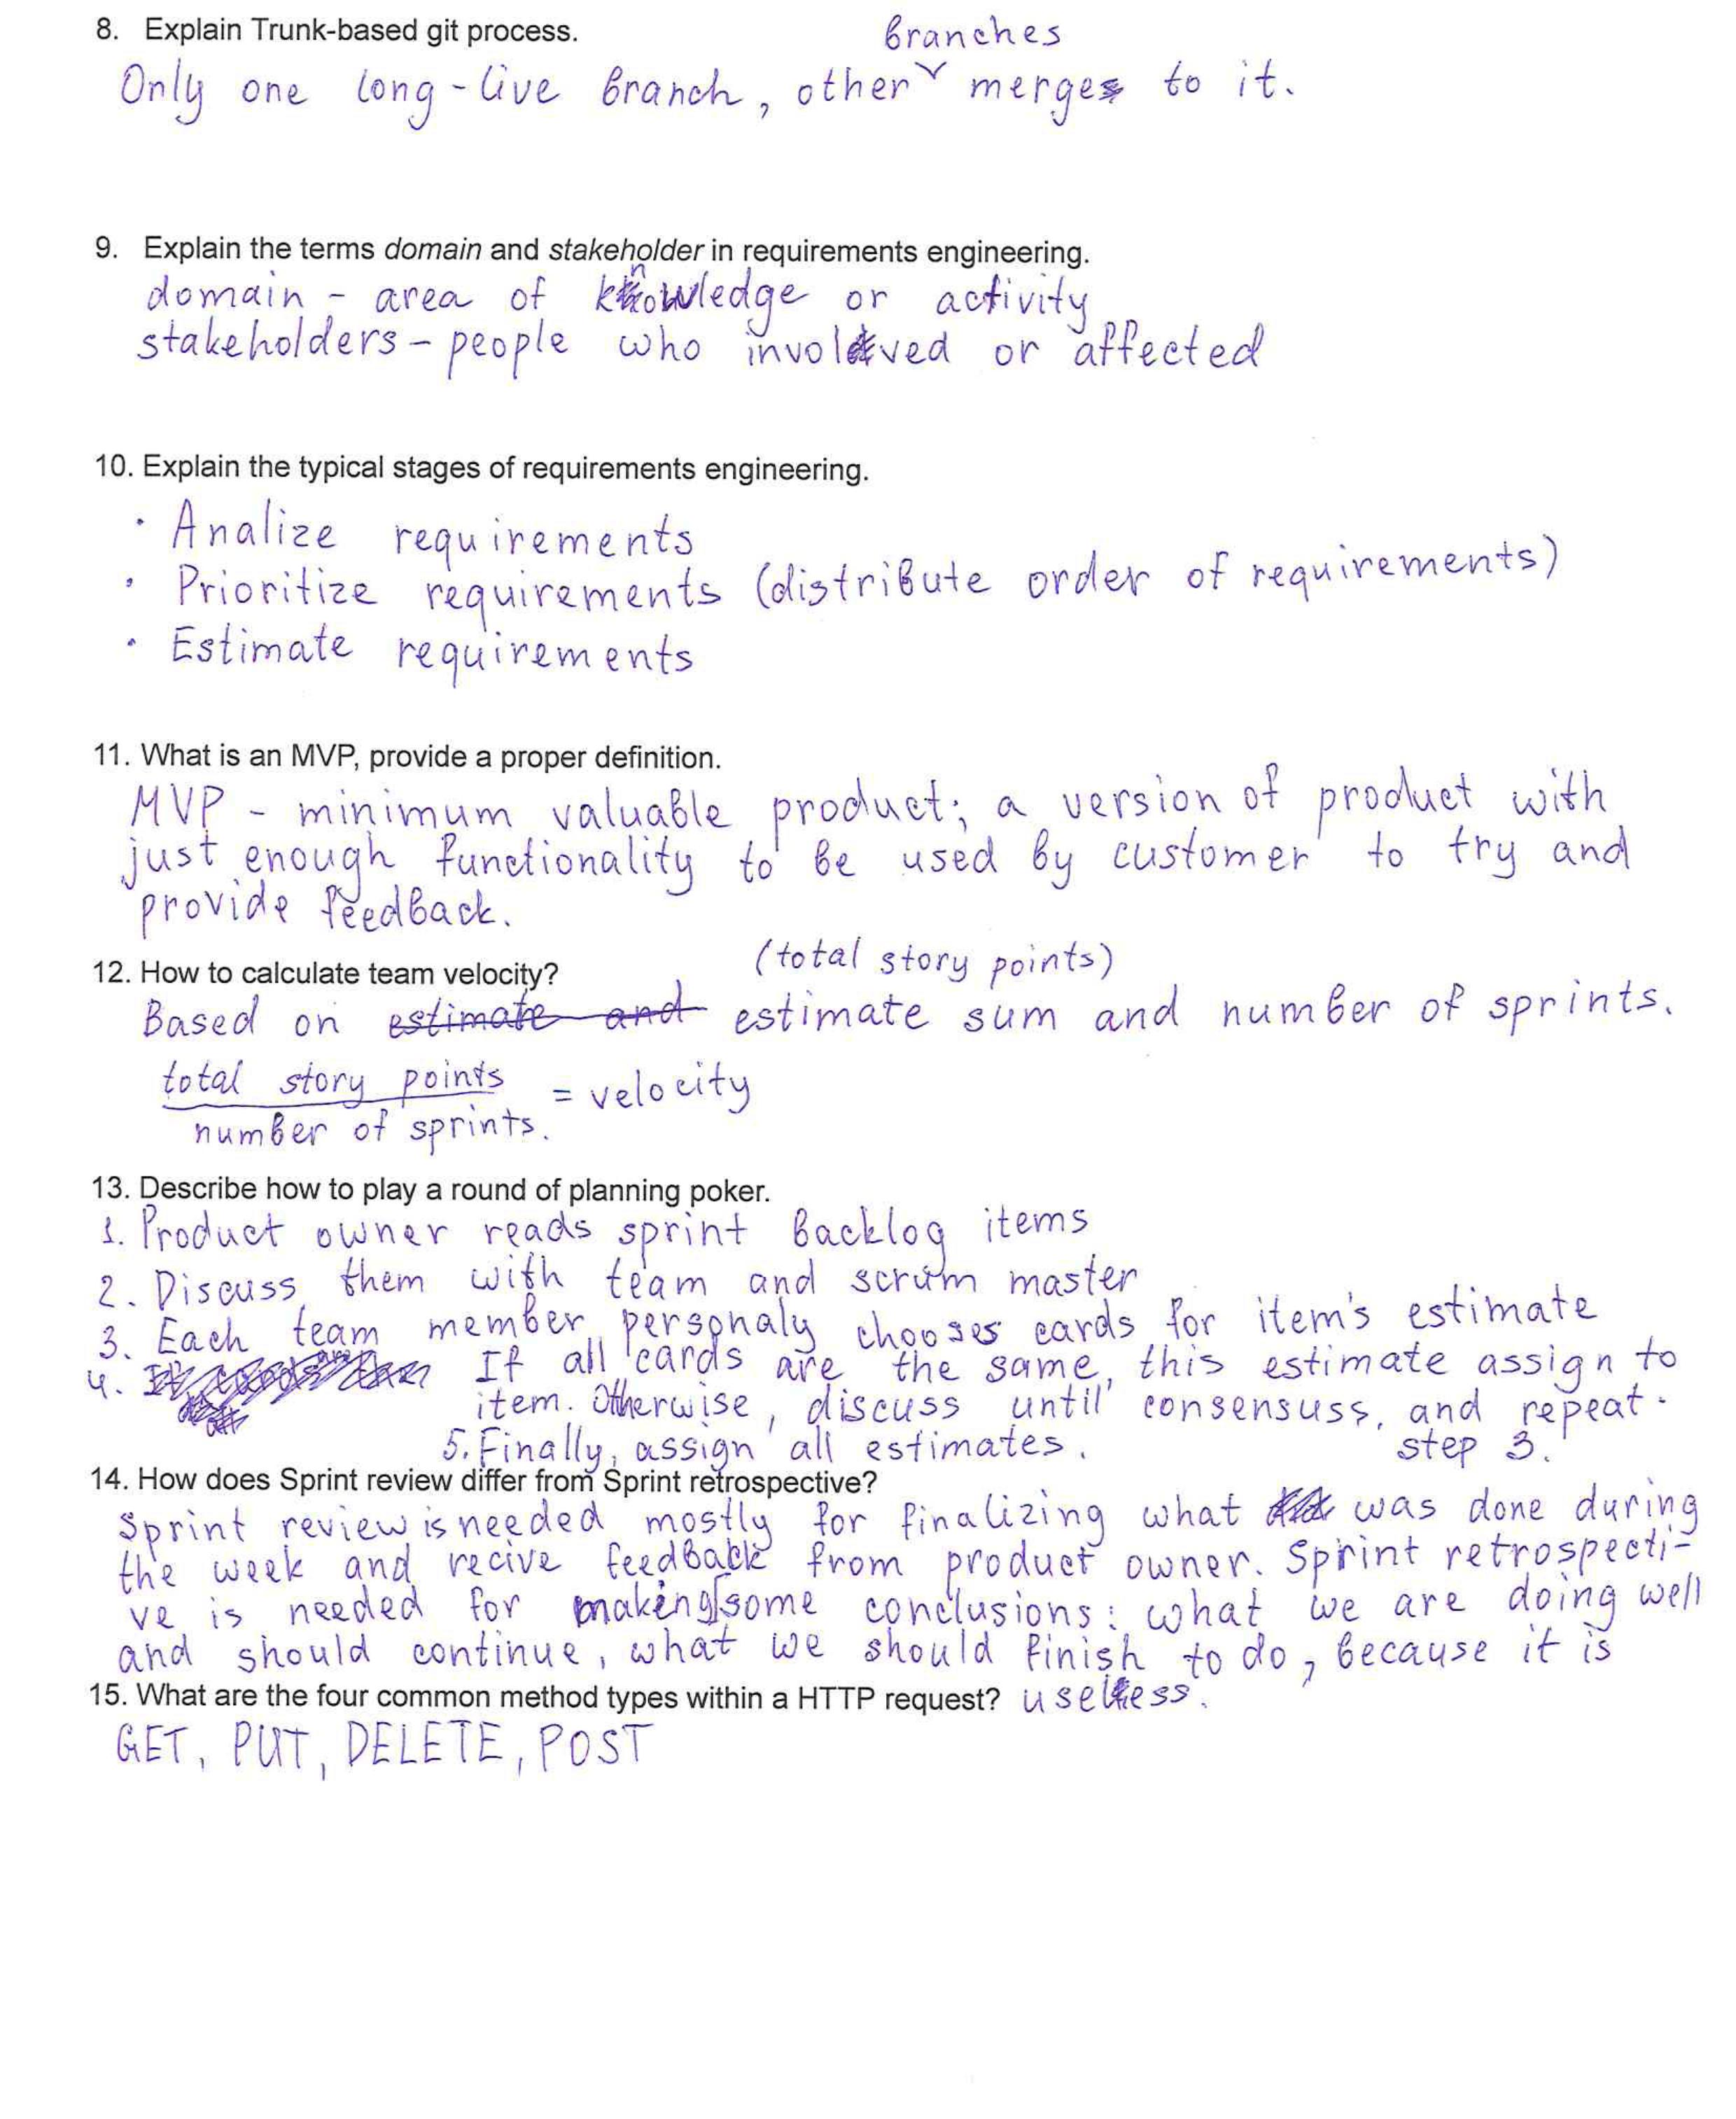 8. Explain Trunk-based git process.
branches
Only one long-live branch, other merge to it.
9. Explain the terms domain and stakeholder in requirements engineering.
domain - area of knowledge or activity
stakeholders - people who involved or affected
10. Explain the typical stages of requirements engineering.
· Analize requirements
· Prioritize requirements (distribute order of requirements)
· Estimate requirements
11. What is an MVP, provide a proper definition.
MVP - minimum valuable product; a version of product with
just enough functionality to be used by customer to try and
provide feedback.
(total story points)
12. How to calculate team velocity?
Based on estimate and estimate sum and number of sprints.
total story points
= velocity
number of sprints.
13. Describe how to play a round of planning poker.
1. Product owner reads sprint backlog items
2. Discuss them with team and scrum master
3. Each team member personaly chooses cards for item's estimate
4. If all cards are the same, this estimate assign to
item. Otherwise, discuss until consensuss, and repeat
step 3.
5. Finally, assign all estimates.
14. How does Sprint review differ from Sprint retrospective?
Sprint review is needed mostly for finalizing what was done during
the week and recive feedback from product owner. Sprint retrospecti-
ve is needed for making some conclusions: what we are doing well
and should continue, what we should finish to do, because it is
useless.
15. What are the four common method types within a HTTP request?
GET, PUT, DELETE, POST